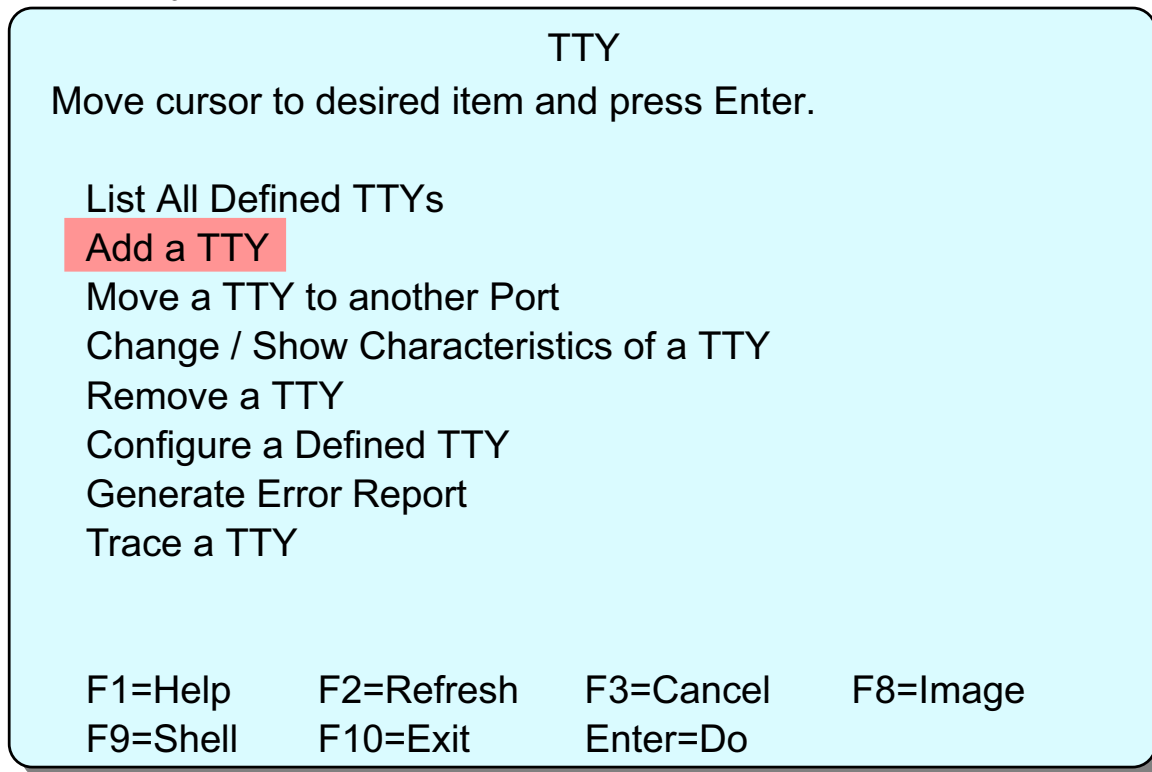 TTY
Move cursor to desired item and press Enter.
List All Defined TTYs
Add a TTY
Move a TTY to another Port
Change / Show Characteristics of a TTY
Remove a TTY
Configure a Defined TTY
Generate Error Report
Trace a TTY
F1=Help F2=Refresh F3=Cancel F8=Image
F9=Shell F10=Exit Enter=Do